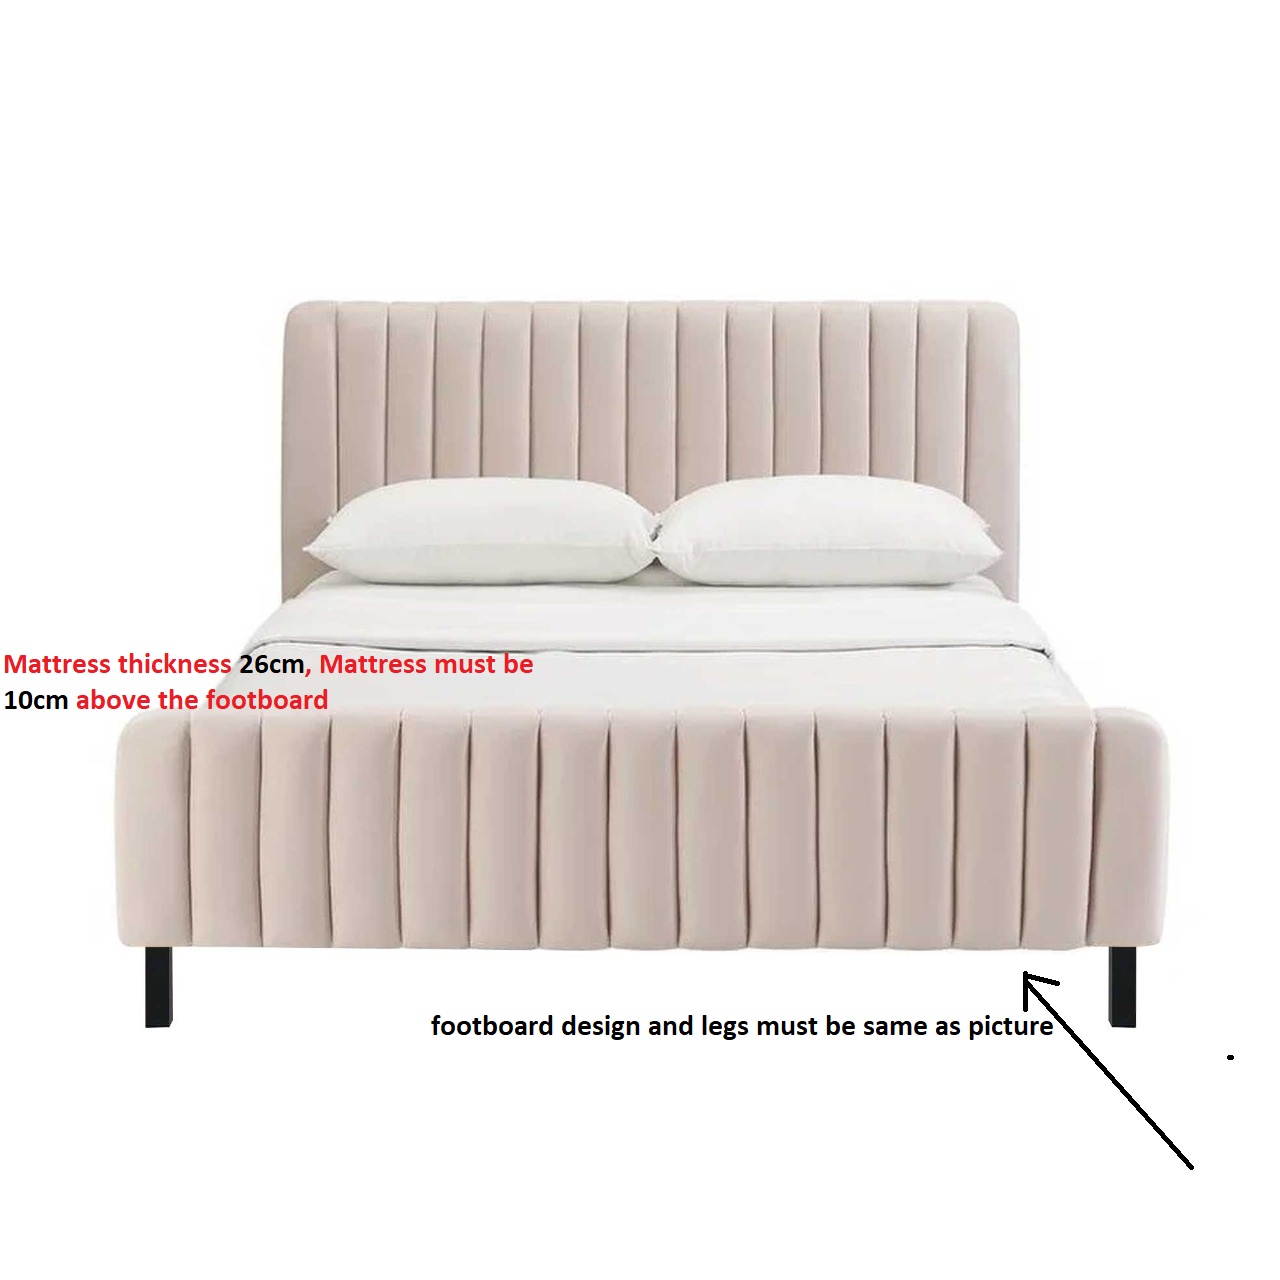 Mattress thickness 26cm, Mattress must be
10cm above the footboard
footboard design and legs must be same as picture